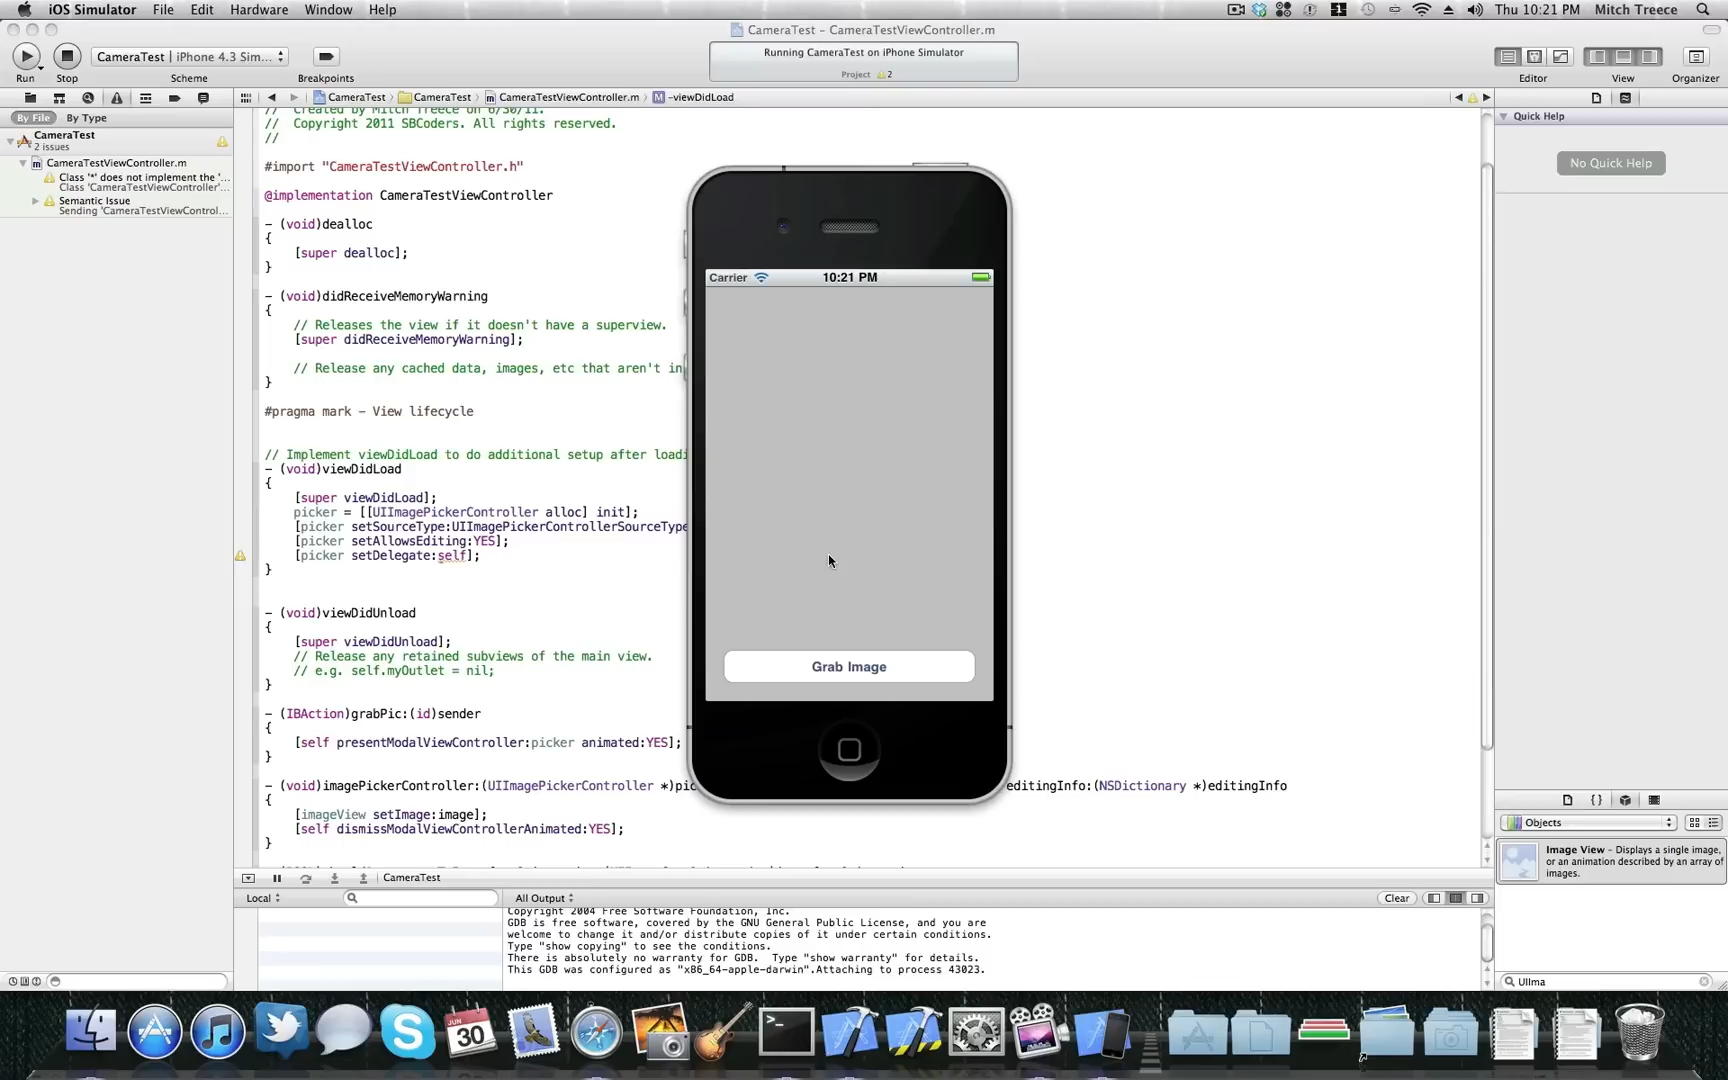 iOS Simulator File Edit Hardware Window Help
1 Thu 10:21 PM Mitch Treece
CameraTest - CameraTestViewController.m
CameraTest | iPhone 4.3 Sim...
Running CameraTest on iPhone Simulator
Project 2
Run Stop Scheme Breakpoints
Editor View Organizer
CameraTest CameraTest CameraTestViewController.m M -viewDidLoad
By File By Type
CameraTest
2 issues
CameraTestViewController.m
Class '*' does not implement the '...
Class 'CameraTestViewController'...
Semantic Issue
Sending 'CameraTestViewControl...
// Created by Mitch Treece on 6/30/11.
// Copyright 2011 SBCoders. All rights reserved.
//
#import "CameraTestViewController.h"
@implementation CameraTestViewController
- (void)dealloc
{
[super dealloc];
}
- (void)didReceiveMemoryWarning
{
// Releases the view if it doesn't have a superview.
[super didReceiveMemoryWarning];
// Release any cached data, images, etc that aren't in
}
#pragma mark - View lifecycle
// Implement viewDidLoad to do additional setup after loadi
- (void)viewDidLoad
{
[super viewDidLoad];
picker = [[UIImagePickerController alloc] init];
[picker setSourceType:UIImagePickerControllerSourceType
[picker setAllowsEditing:YES];
[picker setDelegate:self];
}
- (void)viewDidUnload
{
[super viewDidUnload];
// Release any retained subviews of the main view.
// e.g. self.myOutlet = nil;
}
- (IBAction)grabPic:(id)sender
{
[self presentModalViewController:picker animated:YES];
}
- (void)imagePickerController:(UIImagePickerController *)pic editingInfo:(NSDictionary *)editingInfo
{
[imageView setImage:image];
[self dismissModalViewControllerAnimated:YES];
}
Carrier 10:21 PM
Grab Image
Quick Help
No Quick Help
Objects
Image View - Displays a single image,
or an animation described by an array of
images.
UIIma
CameraTest
Local All Output Clear
Copyright 2004 Free Software Foundation, Inc.
GDB is free software, covered by the GNU General Public License, and you are
welcome to change it and/or distribute copies of it under certain conditions.
Type "show copying" to see the conditions.
There is absolutely no warranty for GDB. Type "show warranty" for details.
This GDB was configured as "x86_64-apple-darwin".Attaching to process 43023.
JUN
30